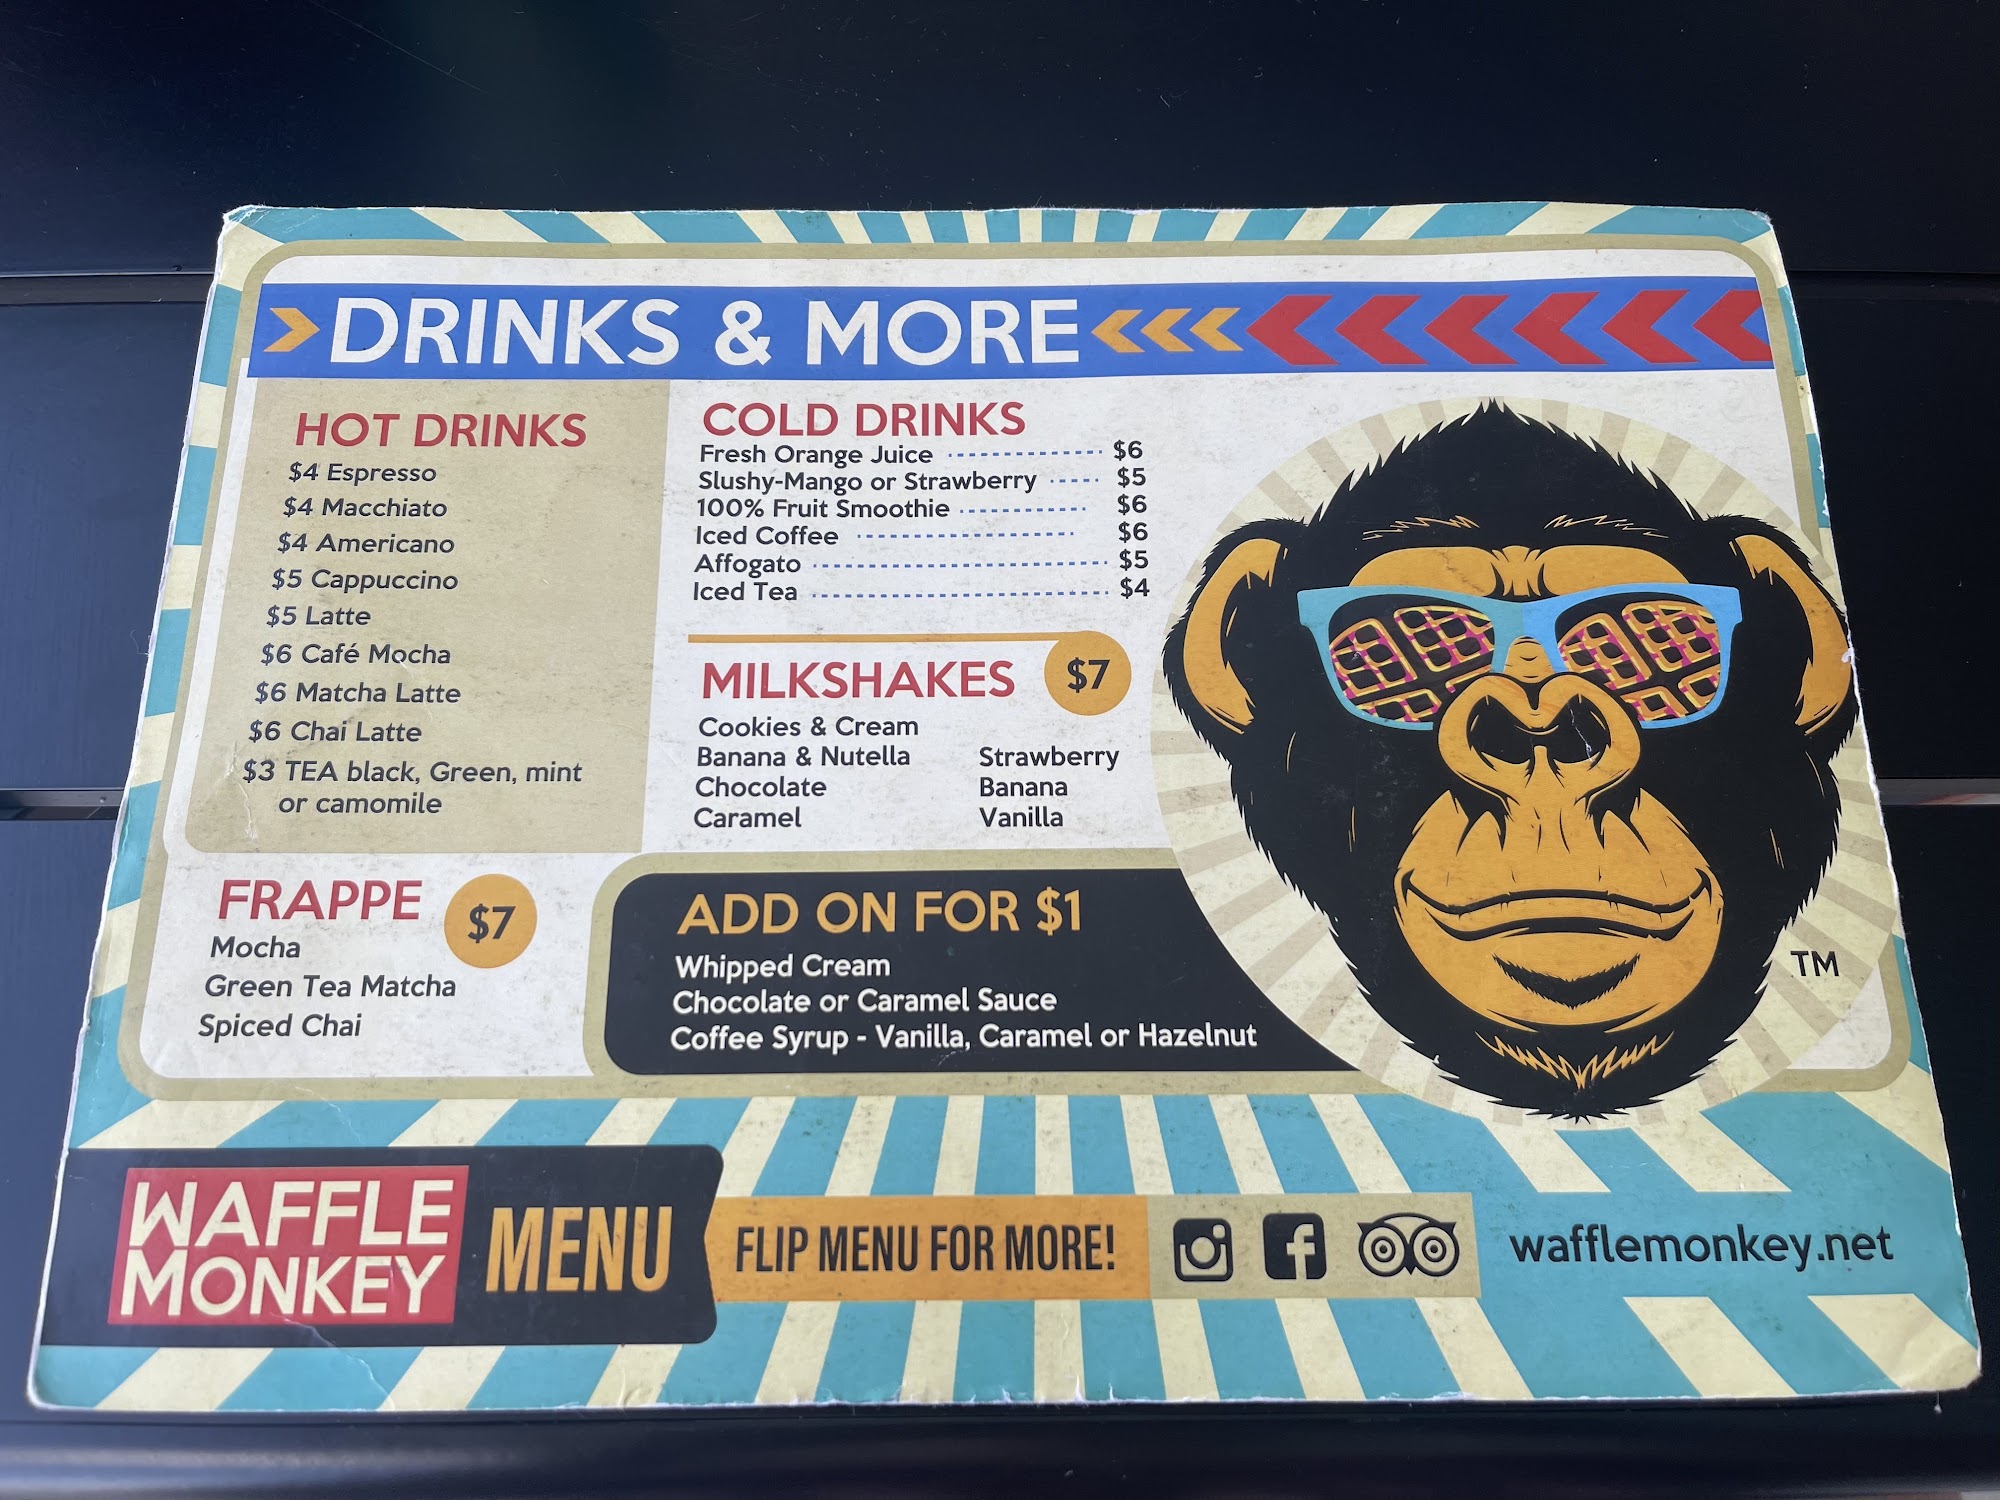 DRINKS & MORE
HOT DRINKS
$4 Espresso
$4 Macchiato
$4 Americano
$5 Cappuccino
$5 Latte
$6 Café Mocha
$6 Matcha Latte
$6 Chai Latte
$3 TEA black, Green, mint
or camomile
FRAPPE $7
Mocha
Green Tea Matcha
Spiced Chai
COLD DRINKS
Fresh Orange Juice $6
Slushy-Mango or Strawberry $5
100% Fruit Smoothie $6
Iced Coffee $6
Affogato $5
Iced Tea $4
MILKSHAKES $7
Cookies & Cream
Banana & Nutella Strawberry
Chocolate Banana
Caramel Vanilla
ADD ON FOR $1
Whipped Cream
Chocolate or Caramel Sauce
Coffee Syrup - Vanilla, Caramel or Hazelnut
TM
WAFFLE
MONKEY
MENU
FLIP MENU FOR MORE!
wafflemonkey.net